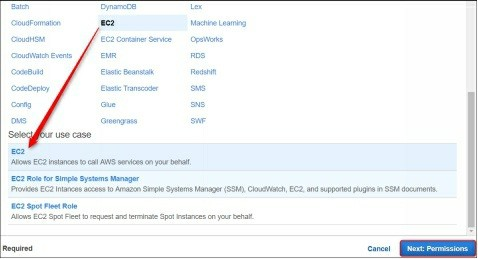 Batch DynamoDB Lex
CloudFormation EC2 Machine Learning
CloudHSM EC2 Container Service OpsWorks
CloudWatch Events EMR RDS
CodeBuild Elastic Beanstalk Redshift
CodeDeploy Elastic Transcoder SMS
Config Glue SNS
DMS Greengrass SWF
Select your use case
EC2
Allows EC2 instances to call AWS services on your behalf.
EC2 Role for Simple Systems Manager
Provides EC2 Intances access to Amazon Simple Systems Manager (SSM), CloudWatch, EC2, and supported plugins in SSM documents.
EC2 Spot Fleet Role
Allows EC2 Spot Fleet to request and terminate Spot Instances on your behalf.
Required Cancel Next: Permissions